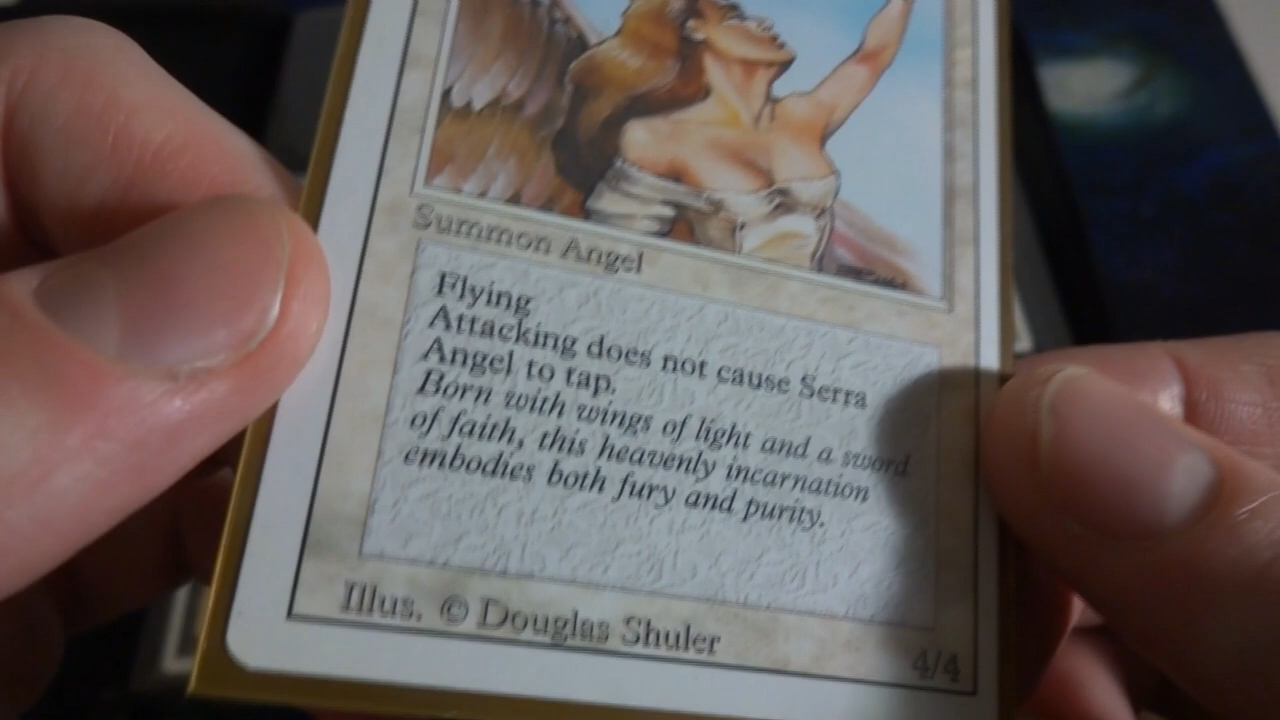 Summon Angel
Flying
Attacking does not cause Serra
Angel to tap.
Born with wings of light and a sword
of faith, this heavenly incarnation
embodies both fury and purity.
Illus. © Douglas Shuler
4/4